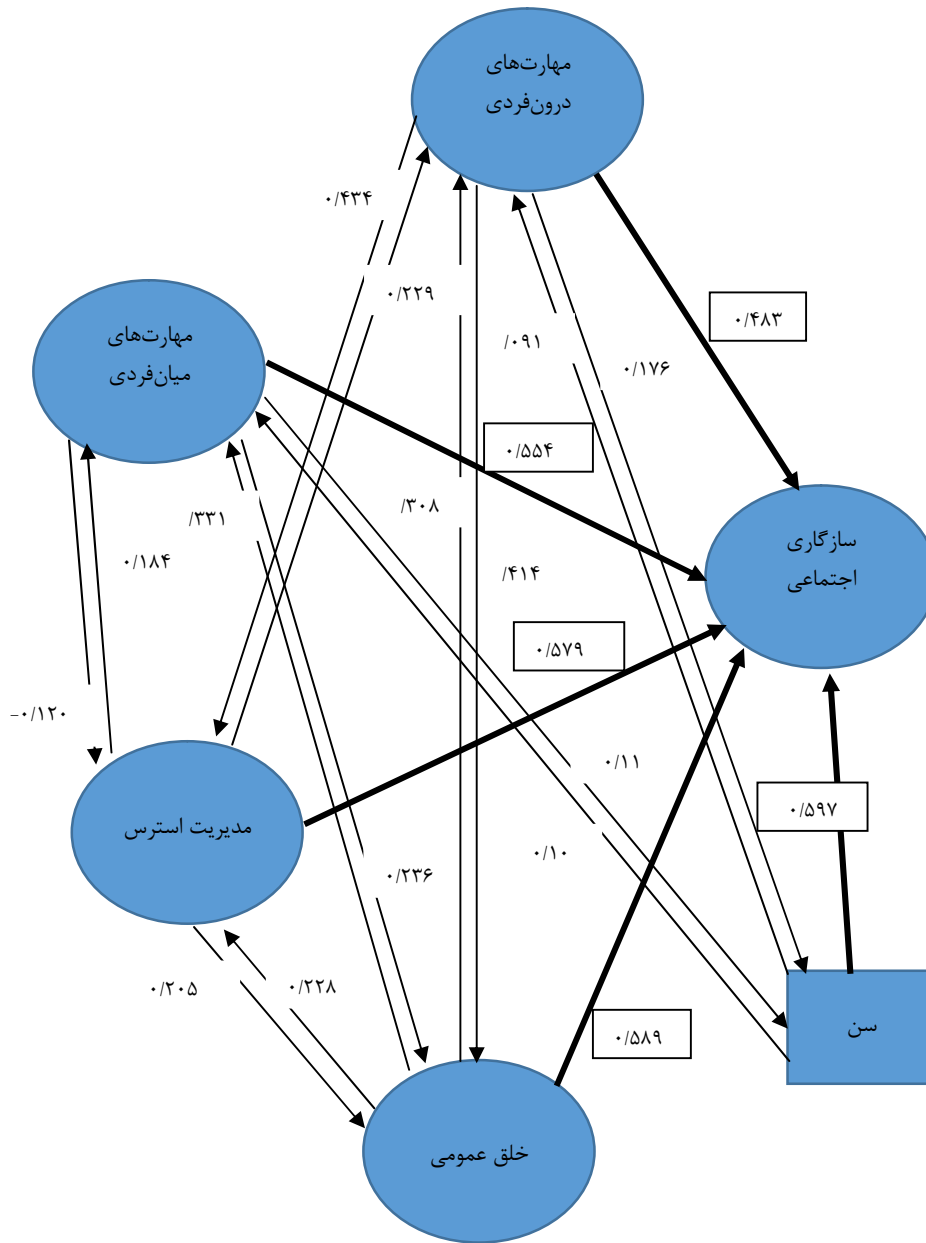 مهارت‌های
درون‌فردی
۰/۴۳۴
۰/۲۲۹
/۰۹۱
۰/۱۷۶
۰/۴۸۳
مهارت‌های
میان‌فردی
۰/۵۵۴
/۳۳۱
/۳۰۸
۰/۱۸۴
/۴۱۴
سازگاری
اجتماعی
۰/۵۷۹
−۰/۱۲۰
۰/۱۱
۰/۵۹۷
مدیریت استرس
۰/۱۰
۰/۲۳۶
۰/۲۰۵
۰/۲۲۸
۰/۵۸۹
سن
خلق عمومی